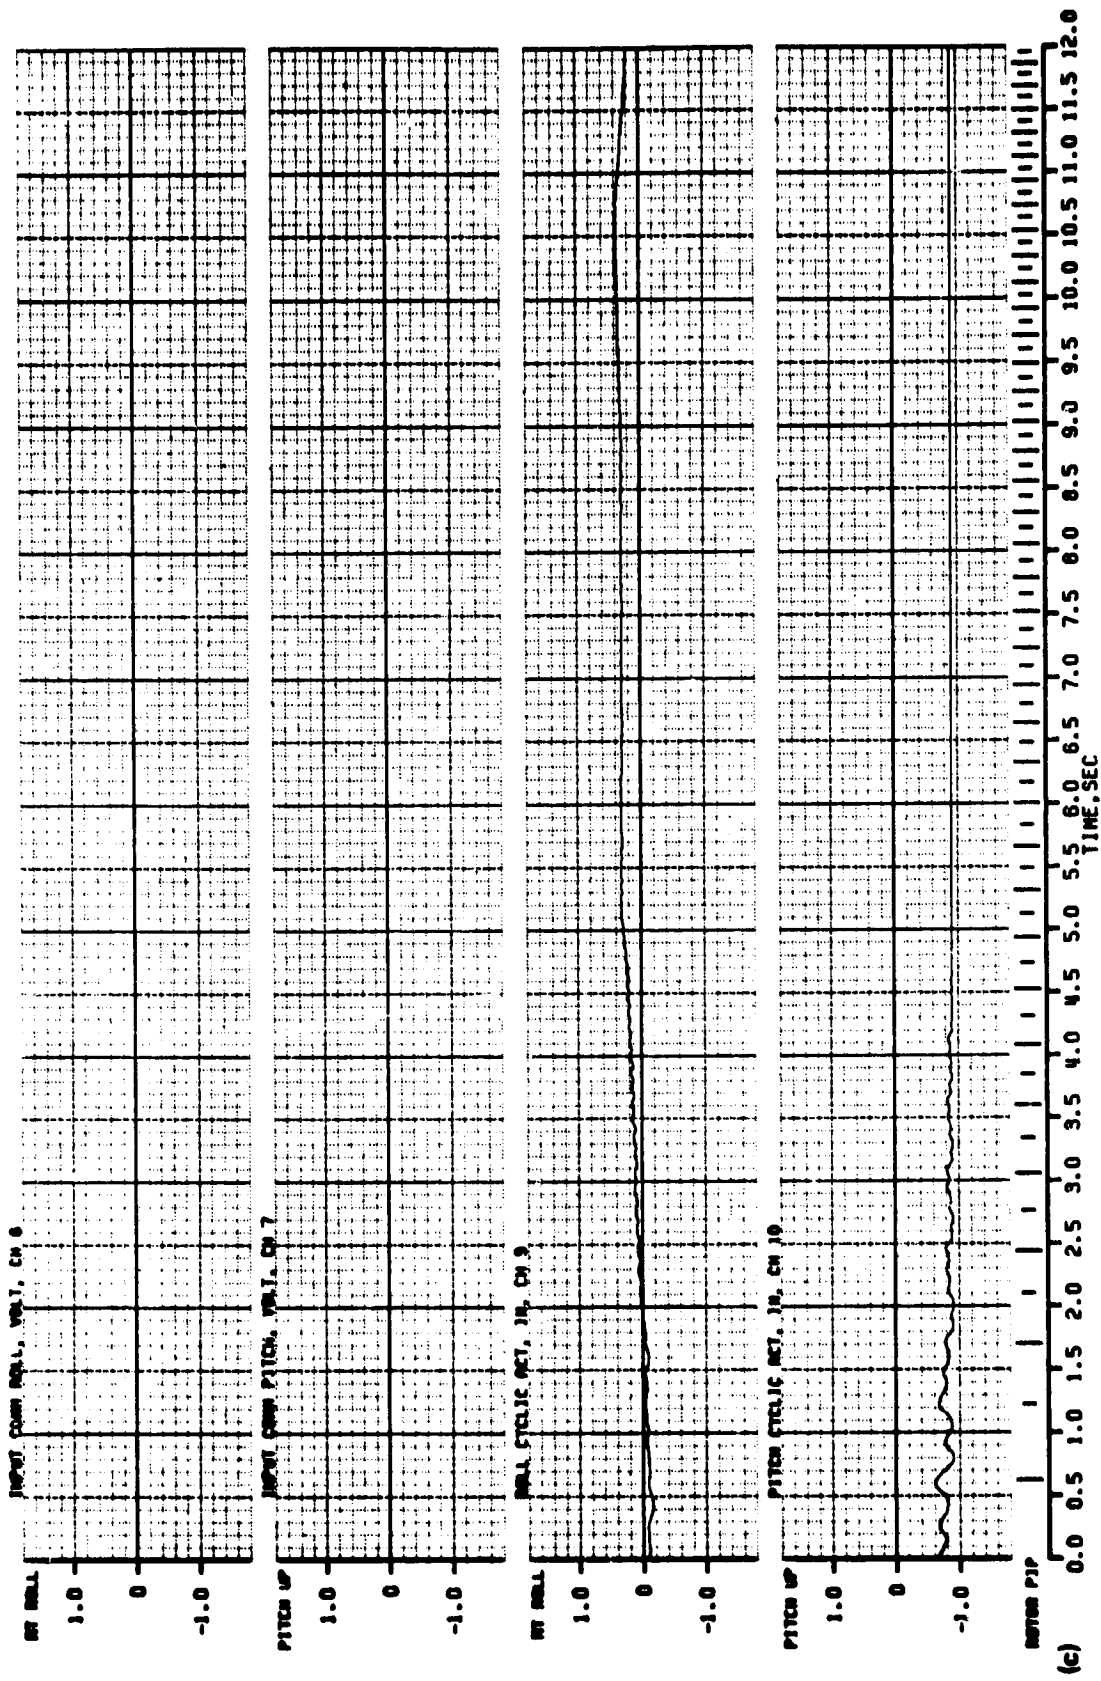 INPUT COMM ROLL, VOLT, CH 6
RT ROLL
1.0
0
-1.0
INPUT COMM PITCH, VOLT, CH 7
PITCH UP
1.0
0
-1.0
ROLL CYCLIC ACT, IN, CH 9
RT ROLL
1.0
0
-1.0
PITCH CYCLIC ACT, IN, CH 10
PITCH UP
1.0
0
-1.0
ROTOR PIP
0.0 0.5 1.0 1.5 2.0 2.5 3.0 3.5 4.0 4.5 5.0 5.5 6.0 6.5 7.0 7.5 8.0 8.5 9.0 9.5 10.0 10.5 11.0 11.5 12.0
TIME,SEC
(c)